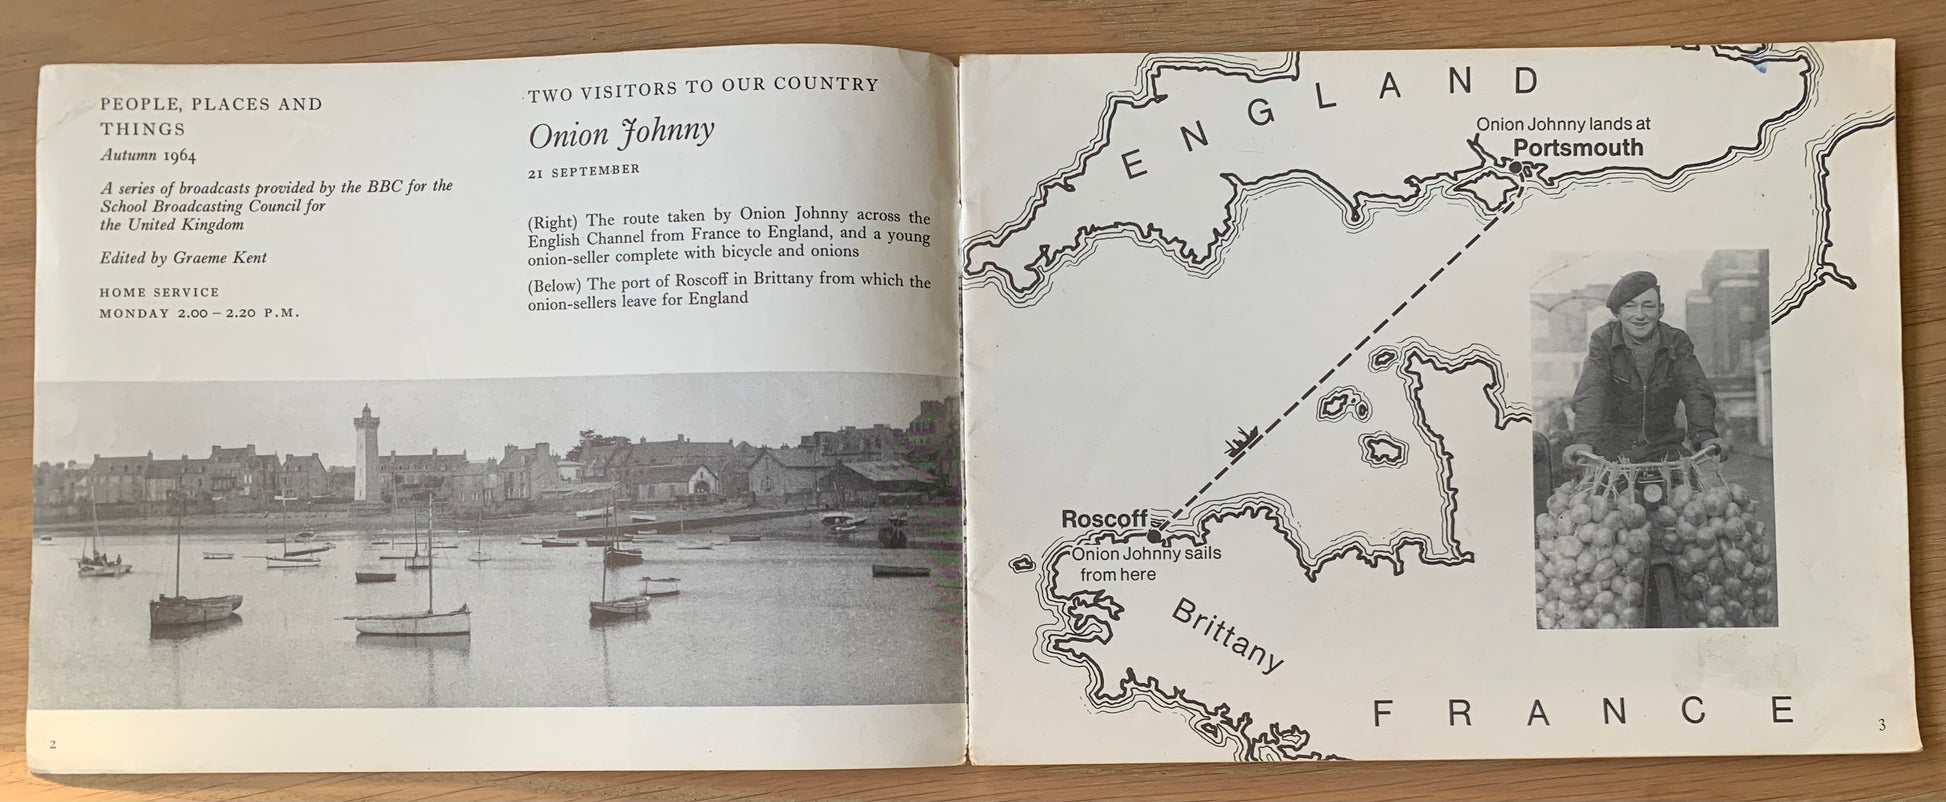 PEOPLE, PLACES AND
THINGS
Autumn 1964
A series of broadcasts provided by the BBC for the
School Broadcasting Council for
the United Kingdom
Edited by Graeme Kent
HOME SERVICE
MONDAY 2.00 – 2.20 P.M.
TWO VISITORS TO OUR COUNTRY
Onion Johnny
21 SEPTEMBER
(Right) The route taken by Onion Johnny across the
English Channel from France to England, and a young
onion-seller complete with bicycle and onions
(Below) The port of Roscoff in Brittany from which the
onion-sellers leave for England
2
ENGLAND
Onion Johnny lands at
Portsmouth
Roscoff
Onion Johnny sails
from here
Brittany
FRANCE
3